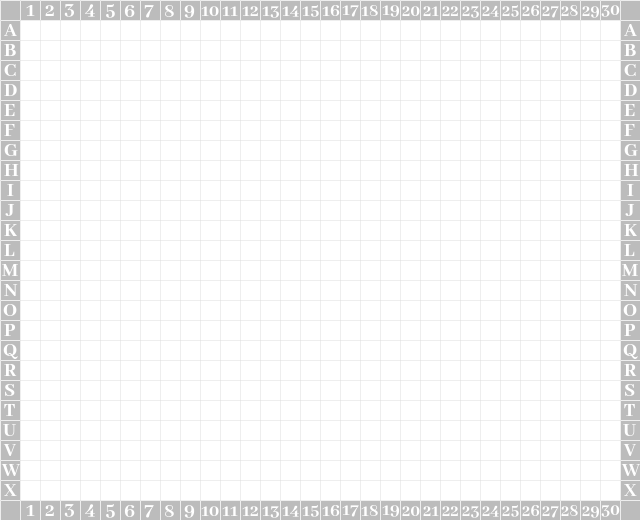 1 2 3 4 5 6 7 8 9 10 11 12 13 14 15 16 17 18 19 20 21 22 23 24 25 26 27 28 29 30
A A
B B
C C
D D
E E
F F
G G
H H
I I
J J
K K
L L
M M
N N
O O
P P
Q Q
R R
S S
T T
U U
V V
W W
X X
1 2 3 4 5 6 7 8 9 10 11 12 13 14 15 16 17 18 19 20 21 22 23 24 25 26 27 28 29 30